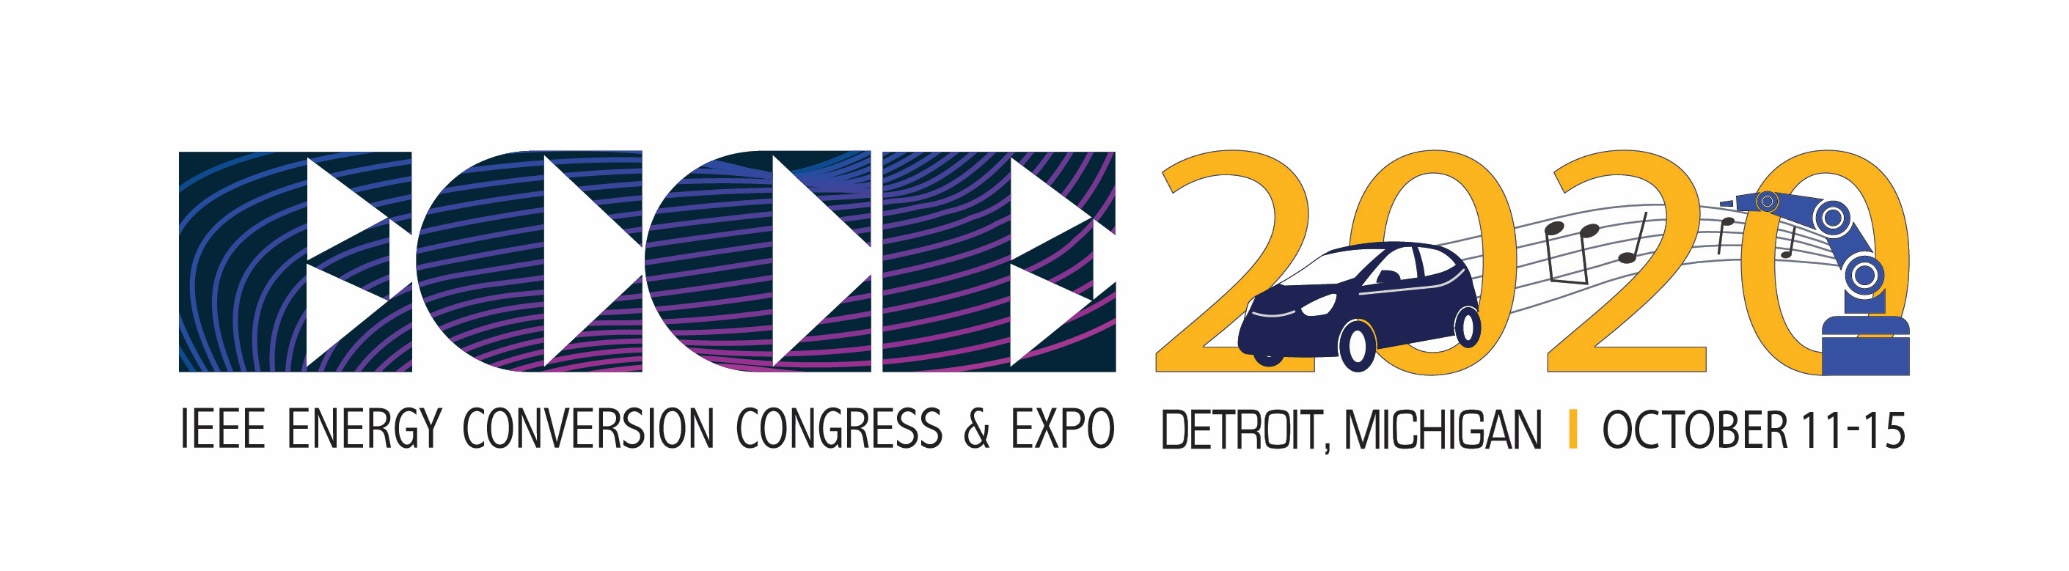 ECCE 2020
IEEE ENERGY CONVERSION CONGRESS & EXPO
DETROIT, MICHIGAN | OCTOBER 11-15